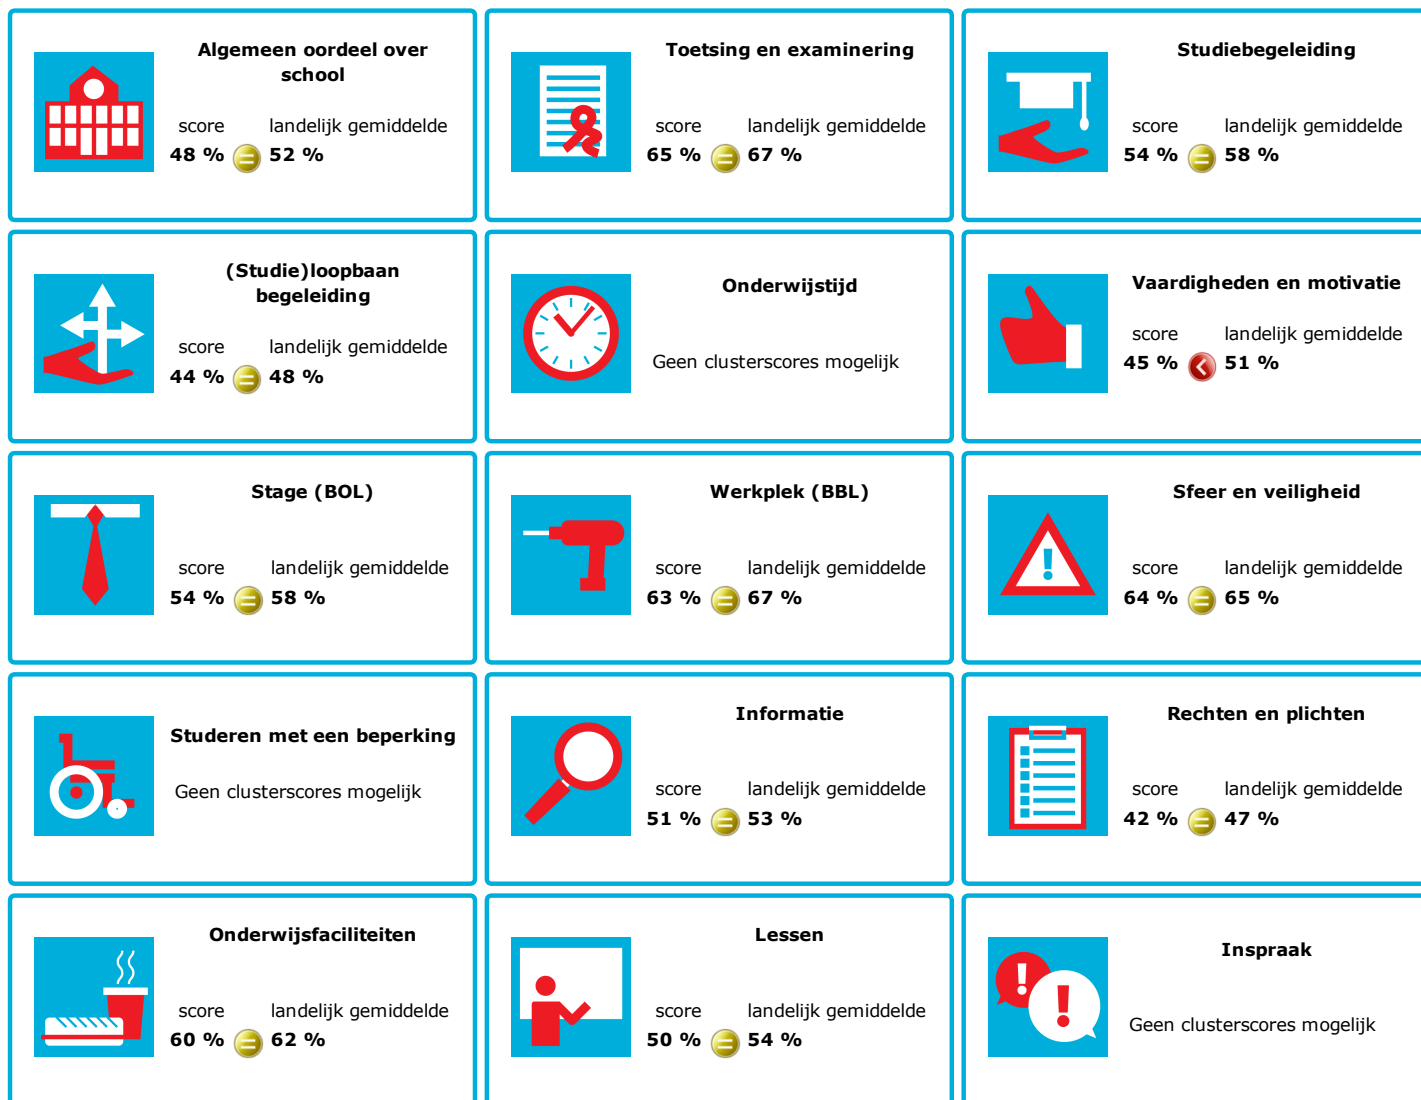 Algemeen oordeel over
school
score landelijk gemiddelde
48 % = 52 %
Toetsing en examinering
score landelijk gemiddelde
65 % = 67 %
Studiebegeleiding
score landelijk gemiddelde
54 % = 58 %
(Studie)loopbaan
begeleiding
score landelijk gemiddelde
44 % = 48 %
Onderwijstijd
Geen clusterscores mogelijk
Vaardigheden en motivatie
score landelijk gemiddelde
45 % < 51 %
Stage (BOL)
score landelijk gemiddelde
54 % = 58 %
Werkplek (BBL)
score landelijk gemiddelde
63 % = 67 %
Sfeer en veiligheid
score landelijk gemiddelde
64 % = 65 %
Studeren met een beperking
Geen clusterscores mogelijk
Informatie
score landelijk gemiddelde
51 % = 53 %
Rechten en plichten
score landelijk gemiddelde
42 % = 47 %
Onderwijsfaciliteiten
score landelijk gemiddelde
60 % = 62 %
Lessen
score landelijk gemiddelde
50 % = 54 %
Inspraak
Geen clusterscores mogelijk